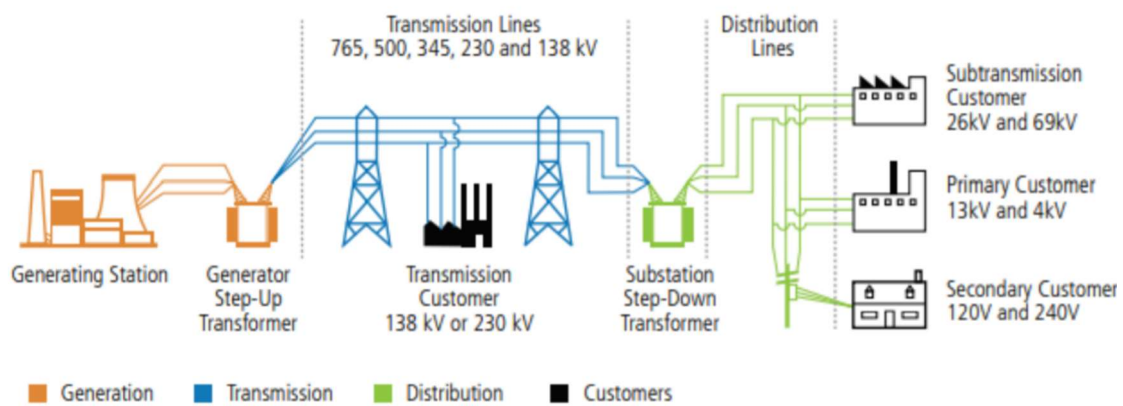 Transmission Lines
765, 500, 345, 230 and 138 kV
Distribution
Lines
Subtransmission
Customer
26kV and 69kV
Primary Customer
13kV and 4kV
Secondary Customer
120V and 240V
Generating Station
Generator
Step-Up
Transformer
Transmission
Customer
138 kV or 230 kV
Substation
Step-Down
Transformer
Generation
Transmission
Distribution
Customers